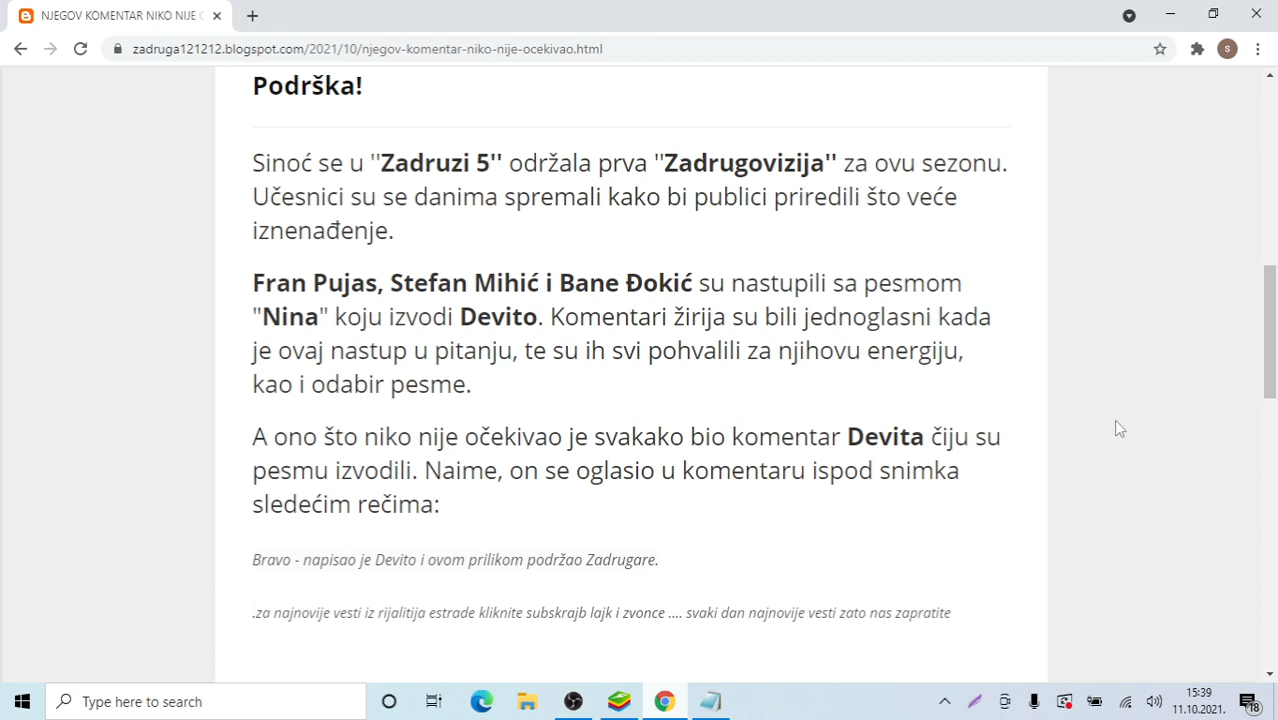 NJEGOV KOMENTAR NIKO NIJE
zadruga121212.blogspot.com/2021/10/njegov-komentar-niko-nije-ocekivao.html
S
Podrška!
Sinoć se u ''Zadruzi 5'' održala prva ''Zadrugovizija'' za ovu sezonu.
Učesnici su se danima spremali kako bi publici priredili što veće
iznenađenje.
Fran Pujas, Stefan Mihić i Bane Đokić su nastupili sa pesmom
"Nina" koju izvodi Devito. Komentari žirija su bili jednoglasni kada
je ovaj nastup u pitanju, te su ih svi pohvalili za njihovu energiju,
kao i odabir pesme.
A ono što niko nije očekivao je svakako bio komentar Devita čiju su
pesmu izvodili. Naime, on se oglasio u komentaru ispod snimka
sledećim rečima:
Bravo - napisao je Devito i ovom prilikom podržao Zadrugare.
.za najnovije vesti iz rijalitija estrade kliknite subskrajb lajk i zvonce .... svaki dan najnovije vesti zato nas zapratite
Type here to search
15:39
11.10.2021.
18